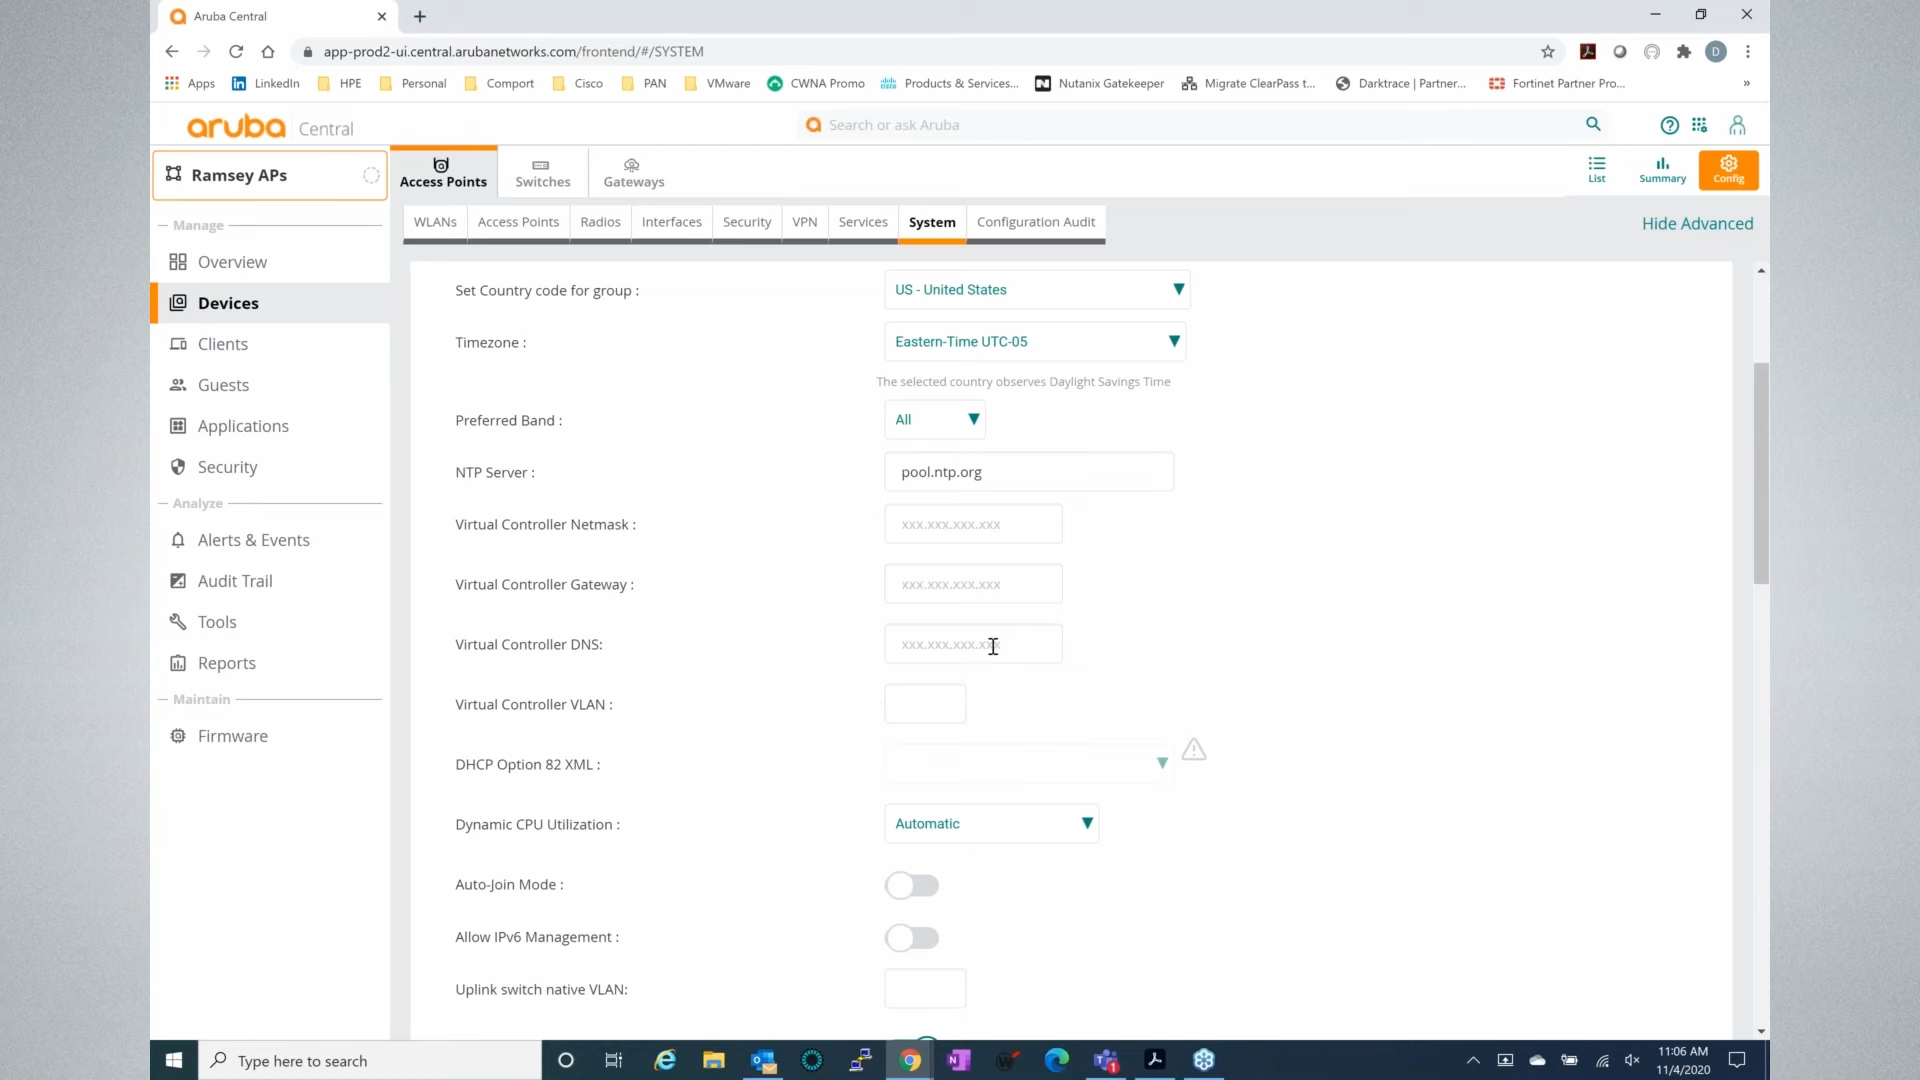 Aruba Central
app-prod2-ui.central.arubanetworks.com/frontend/#/SYSTEM
D
Apps
LinkedIn
HPE
Personal
Comport
Cisco
PAN
VMware
CWNA Promo
Products & Services...
Nutanix Gatekeeper
Migrate ClearPass t...
Darktrace | Partner...
Fortinet Partner Pro...
»
aruba Central
Search or ask Aruba
Ramsey APs
Access Points
Switches
Gateways
List
Summary
Config
WLANs
Access Points
Radios
Interfaces
Security
VPN
Services
System
Configuration Audit
Hide Advanced
Manage
Overview
Devices
Clients
Guests
Applications
Security
Analyze
Alerts & Events
Audit Trail
Tools
Reports
Maintain
Firmware
Set Country code for group :
US - United States
Timezone :
Eastern-Time UTC-05
The selected country observes Daylight Savings Time
Preferred Band :
All
NTP Server :
pool.ntp.org
Virtual Controller Netmask :
xxx.xxx.xxx.xxx
Virtual Controller Gateway :
xxx.xxx.xxx.xxx
Virtual Controller DNS:
xxx.xxx.xxx.xxx
Virtual Controller VLAN :
DHCP Option 82 XML :
Dynamic CPU Utilization :
Automatic
Auto-Join Mode :
Allow IPv6 Management :
Uplink switch native VLAN:
Type here to search
11:06 AM
11/4/2020